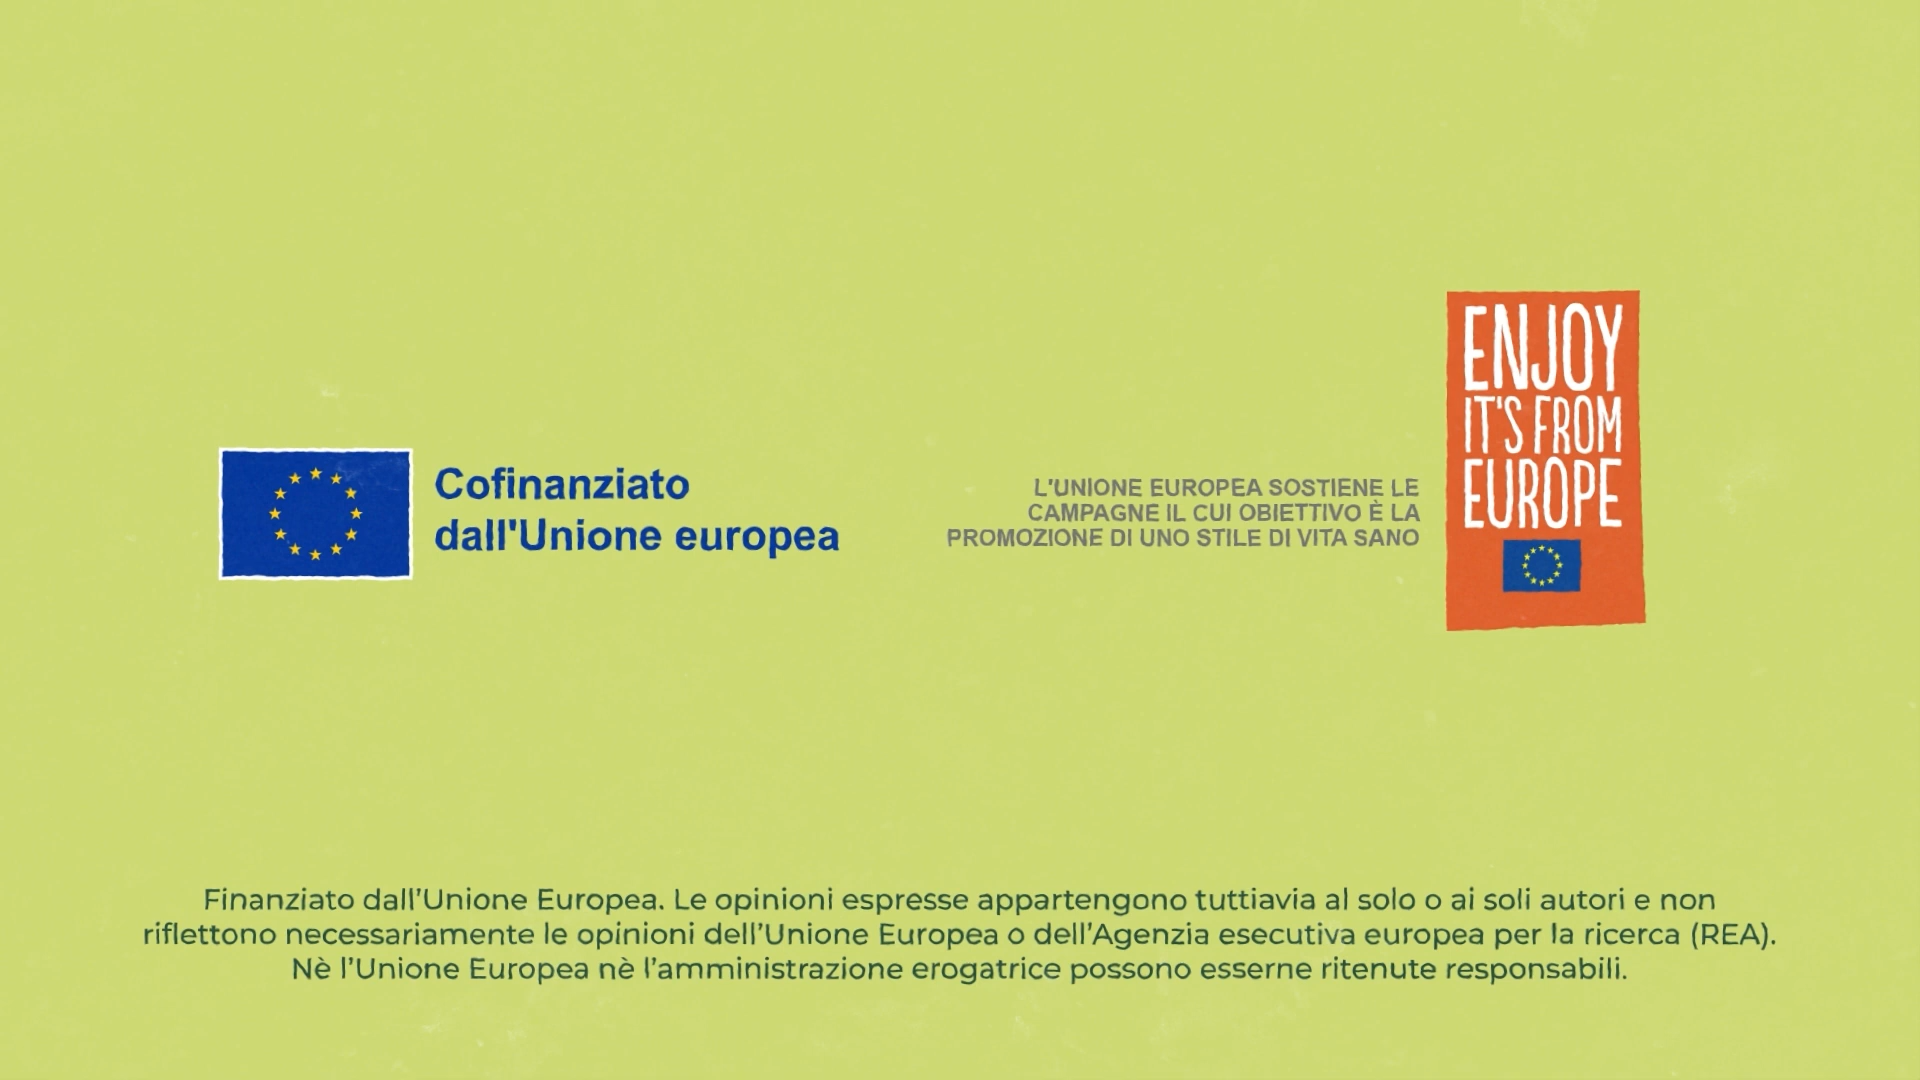 Cofinanziato
dall'Unione europea
L'UNIONE EUROPEA SOSTIENE LE
CAMPAGNE IL CUI OBIETTIVO È LA
PROMOZIONE DI UNO STILE DI VITA SANO
ENJOY
IT'S FROM
EUROPE
Finanziato dall’Unione Europea. Le opinioni espresse appartengono tuttiavia al solo o ai soli autori e non
riflettono necessariamente le opinioni dell’Unione Europea o dell’Agenzia esecutiva europea per la ricerca (REA).
Nè l’Unione Europea nè l’amministrazione erogatrice possono esserne ritenute responsabili.